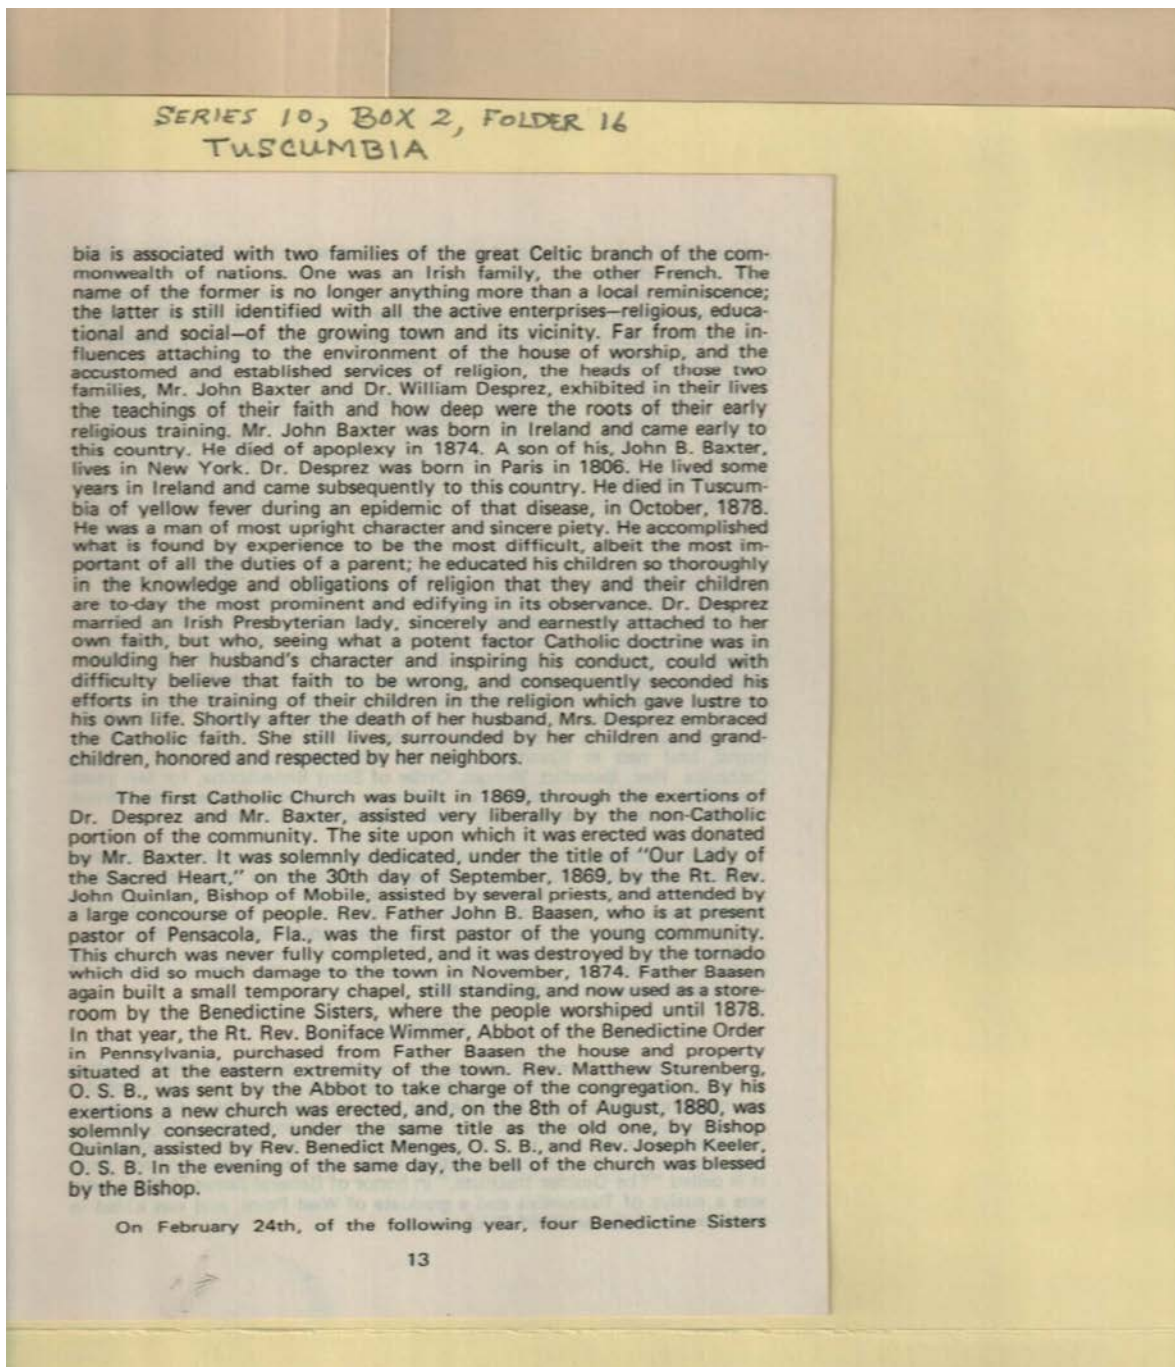 SERIES 10, BOX 2, FOLDER 16
TUSCUMBIA
bia is associated with two families of the great Celtic branch of the com-
monwealth of nations. One was an Irish family, the other French. The
name of the former is no longer anything more than a local reminiscence;
the latter is still identified with all the active enterprises—religious, educa-
tional and social—of the growing town and its vicinity. Far from the in-
fluences attaching to the environment of the house of worship, and the
accustomed and established services of religion, the heads of those two
families, Mr. John Baxter and Dr. William Desprez, exhibited in their lives
the teachings of their faith and how deep were the roots of their early
religious training. Mr. John Baxter was born in Ireland and came early to
this country. He died of apoplexy in 1874. A son of his, John B. Baxter,
lives in New York. Dr. Desprez was born in Paris in 1806. He lived some
years in Ireland and came subsequently to this country. He died in Tuscum-
bia of yellow fever during an epidemic of that disease, in October, 1878.
He was a man of most upright character and sincere piety. He accomplished
what is found by experience to be the most difficult, albeit the most im-
portant of all the duties of a parent; he educated his children so thoroughly
in the knowledge and obligations of religion that they and their children
are to-day the most prominent and edifying in its observance. Dr. Desprez
married an Irish Presbyterian lady, sincerely and earnestly attached to her
own faith, but who, seeing what a potent factor Catholic doctrine was in
moulding her husband's character and inspiring his conduct, could with
difficulty believe that faith to be wrong, and consequently seconded his
efforts in the training of their children in the religion which gave lustre to
his own life. Shortly after the death of her husband, Mrs. Desprez embraced
the Catholic faith. She still lives, surrounded by her children and grand-
children, honored and respected by her neighbors.
The first Catholic Church was built in 1869, through the exertions of
Dr. Desprez and Mr. Baxter, assisted very liberally by the non-Catholic
portion of the community. The site upon which it was erected was donated
by Mr. Baxter. It was solemnly dedicated, under the title of "Our Lady of
the Sacred Heart," on the 30th day of September, 1869, by the Rt. Rev.
John Quinlan, Bishop of Mobile, assisted by several priests, and attended by
a large concourse of people. Rev. Father John B. Baasen, who is at present
pastor of Pensacola, Fla., was the first pastor of the young community.
This church was never fully completed, and it was destroyed by the tornado
which did so much damage to the town in November, 1874. Father Baasen
again built a small temporary chapel, still standing, and now used as a store-
room by the Benedictine Sisters, where the people worshiped until 1878.
In that year, the Rt. Rev. Boniface Wimmer, Abbot of the Benedictine Order
in Pennsylvania, purchased from Father Baasen the house and property
situated at the eastern extremity of the town. Rev. Matthew Sturenberg,
O. S. B., was sent by the Abbot to take charge of the congregation. By his
exertions a new church was erected, and, on the 8th of August, 1880, was
solemnly consecrated, under the same title as the old one, by Bishop
Quinlan, assisted by Rev. Benedict Menges, O. S. B., and Rev. Joseph Keeler,
O. S. B. In the evening of the same day, the bell of the church was blessed
by the Bishop.
On February 24th, of the following year, four Benedictine Sisters
13